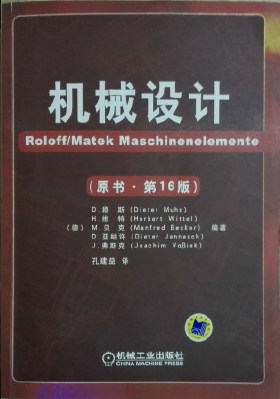 机械设计
Roloff/Matek Maschinenelemente
(原书·第16版)
D.穆 斯 (Dieter Muhs)
H.维 特 (Herbert Wittel)
(德) M.贝 克 (Manfred Becker) 编著
D.亚纳许 (Dieter Jannasch)
J.弗斯克 (Joachim Voßiek)
孔建益 译
机械工业出版社
CHINA MACHINE PRESS